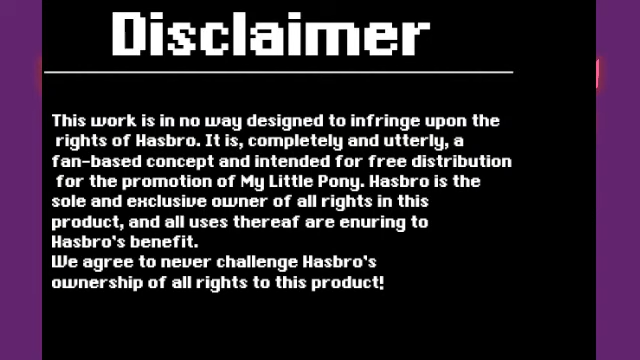 Disclaimer
This work is in no way designed to infringe upon the
rights of Hasbro. It is, completely and utterly, a
fan-based concept and intended for free distribution
for the promotion of My Little Pony. Hasbro is the
sole and exclusive owner of all rights in this
product, and all uses thereaf are enuring to
Hasbro's benefit.
We agree to never challenge Hasbro's
ownership of all rights to this product!